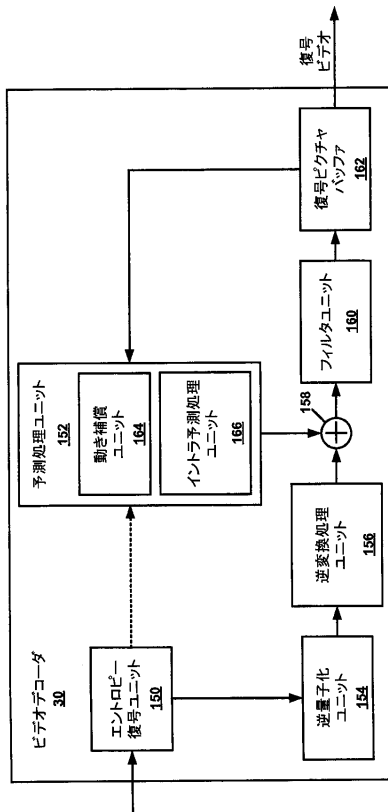 ビデオデコーダ
30
エントロピー
復号ユニット
150
予測処理ユニット
152
動き補償
ユニット
164
イントラ予測処理
ユニット
166
逆量子化
ユニット
154
逆変換処理
ユニット
156
158
フィルタユニット
160
復号ピクチャ
バッファ
162
復号
ビデオ